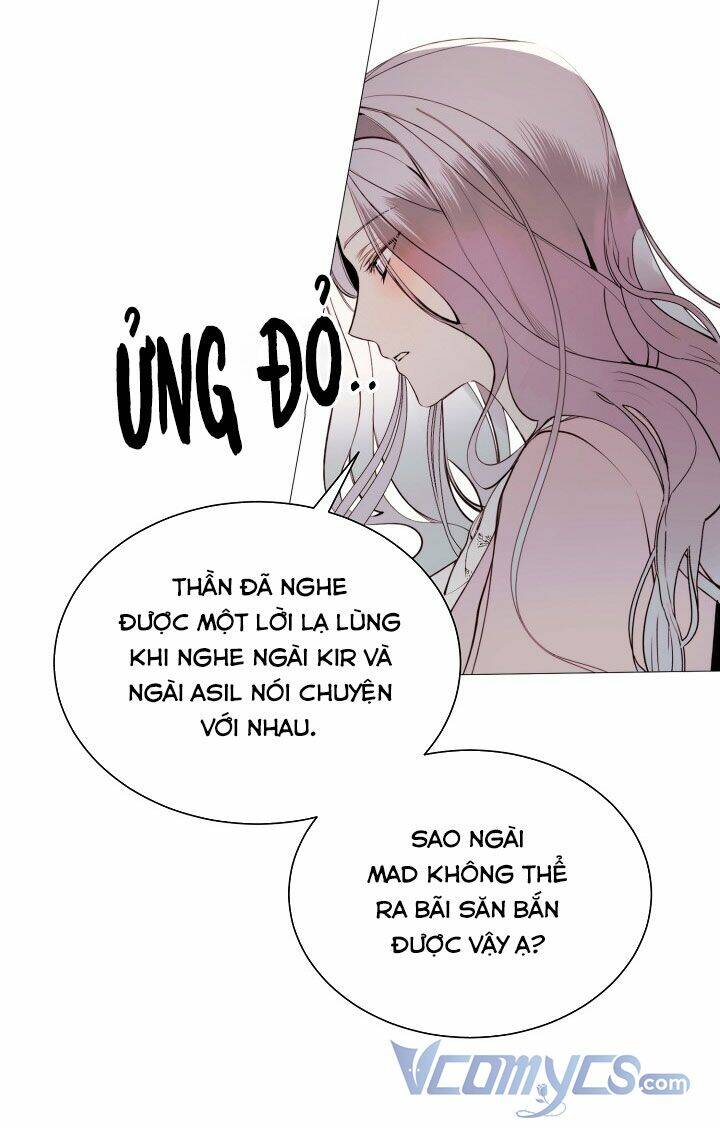 ỬNG ĐỎ..
THẦN ĐÃ NGHE
ĐƯỢC MỘT LỜI LẠ LÙNG
KHI NGHE NGÀI KIR VÀ
NGÀI ASIL NÓI CHUYỆN
VỚI NHAU.
SAO NGÀI
MAD KHÔNG THỂ
RA BÃI SĂN BẮN
ĐƯỢC VẬY Ạ?
VCOMYCS.com